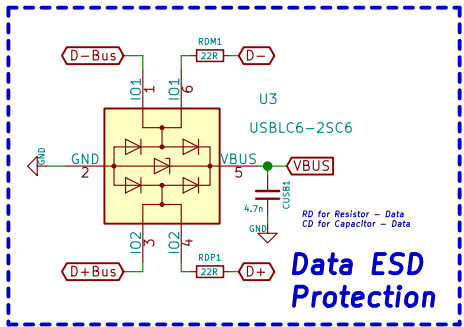 RDM1
D-Bus
22R
D-
IO1
1
IO1
6
U3
USBLC6-2SC6
GND
GND
2
VBUS
5
VBUS
CUSB1
4.7n
GND
RD for Resistor - Data
CD for Capacitor - Data
IO2
3
IO2
4
RDP1
D+Bus
22R
D+
Data ESD
Protection